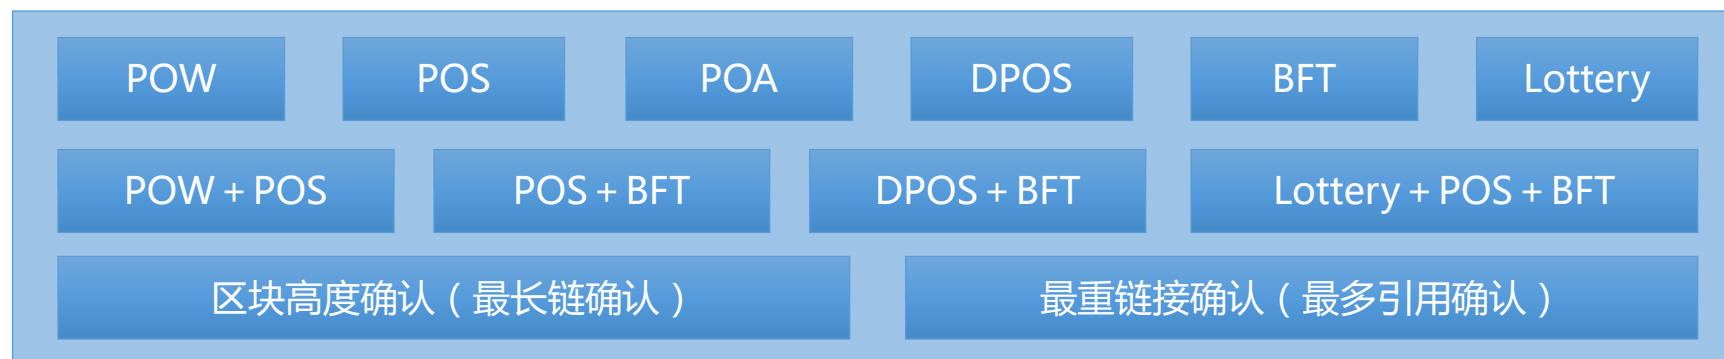 POW POS POA DPOS BFT Lottery
POW + POS POS + BFT DPOS + BFT Lottery + POS + BFT
区块高度确认（最长链确认） 最重链接确认（最多引用确认）